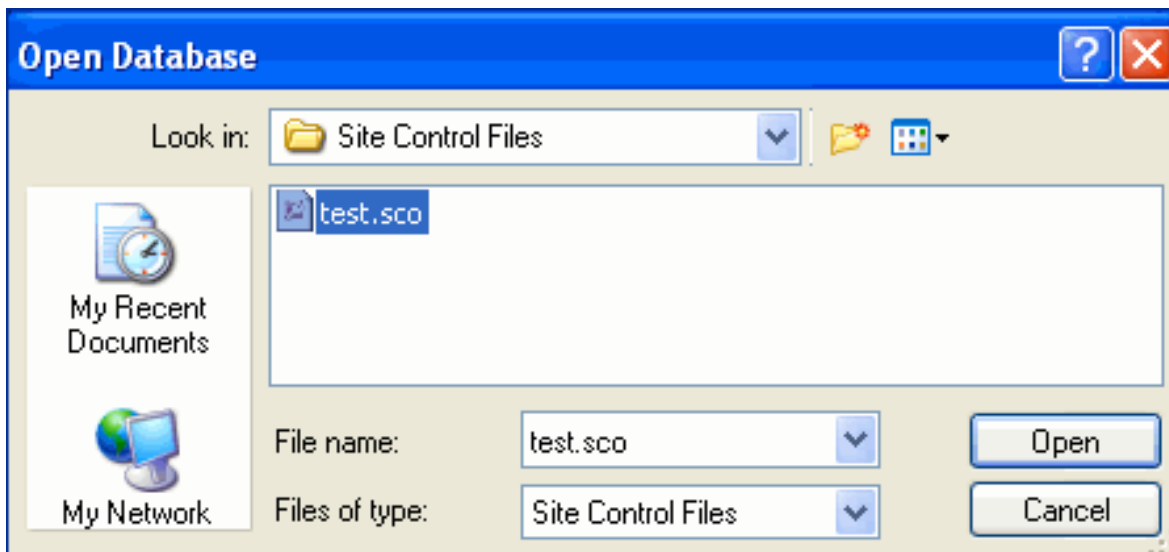 Open Database
Look in: Site Control Files
test.sco
My Recent
Documents
My Network
File name: test.sco Open
Files of type: Site Control Files Cancel